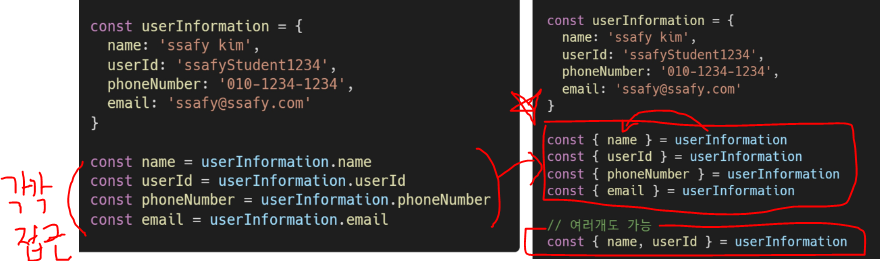 const userInformation = {
  name: 'ssafy kim',
  userId: 'ssafyStudent1234',
  phoneNumber: '010-1234-1234',
  email: 'ssafy@ssafy.com'
}
const name = userInformation.name
const userId = userInformation.userId
const phoneNumber = userInformation.phoneNumber
const email = userInformation.email
각각
접근
const userInformation = {
  name: 'ssafy kim',
  userId: 'ssafyStudent1234',
  phoneNumber: '010-1234-1234',
  email: 'ssafy@ssafy.com'
}
const { name } = userInformation
const { userId } = userInformation
const { phoneNumber } = userInformation
const { email } = userInformation
// 여러개도 가능
const { name, userId } = userInformation